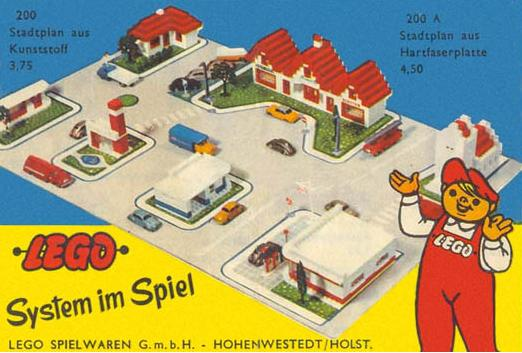 200
Stadtplan aus
Kunststoff
3,75
200 A
Stadtplan aus
Hartfaserplatte
4,50
LEGO
System im Spiel
LEGO
LEGO SPIELWAREN G.m.b.H. - HOHENWESTEDT/HOLST.